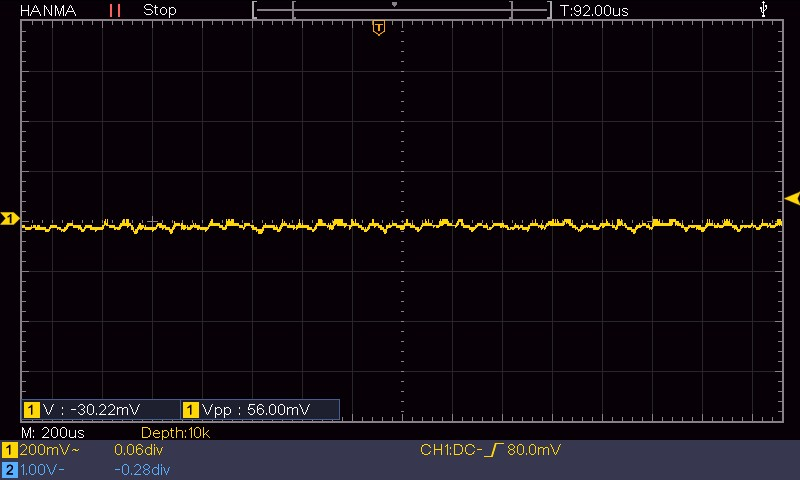 HANMA Stop T:92.00us
T
1
1 V : -30.22mV 1 Vpp : 56.00mV
M: 200us Depth:10k
1 200mV~ 0.06div CH1:DC- 80.0mV
2 1.00V- -0.28div